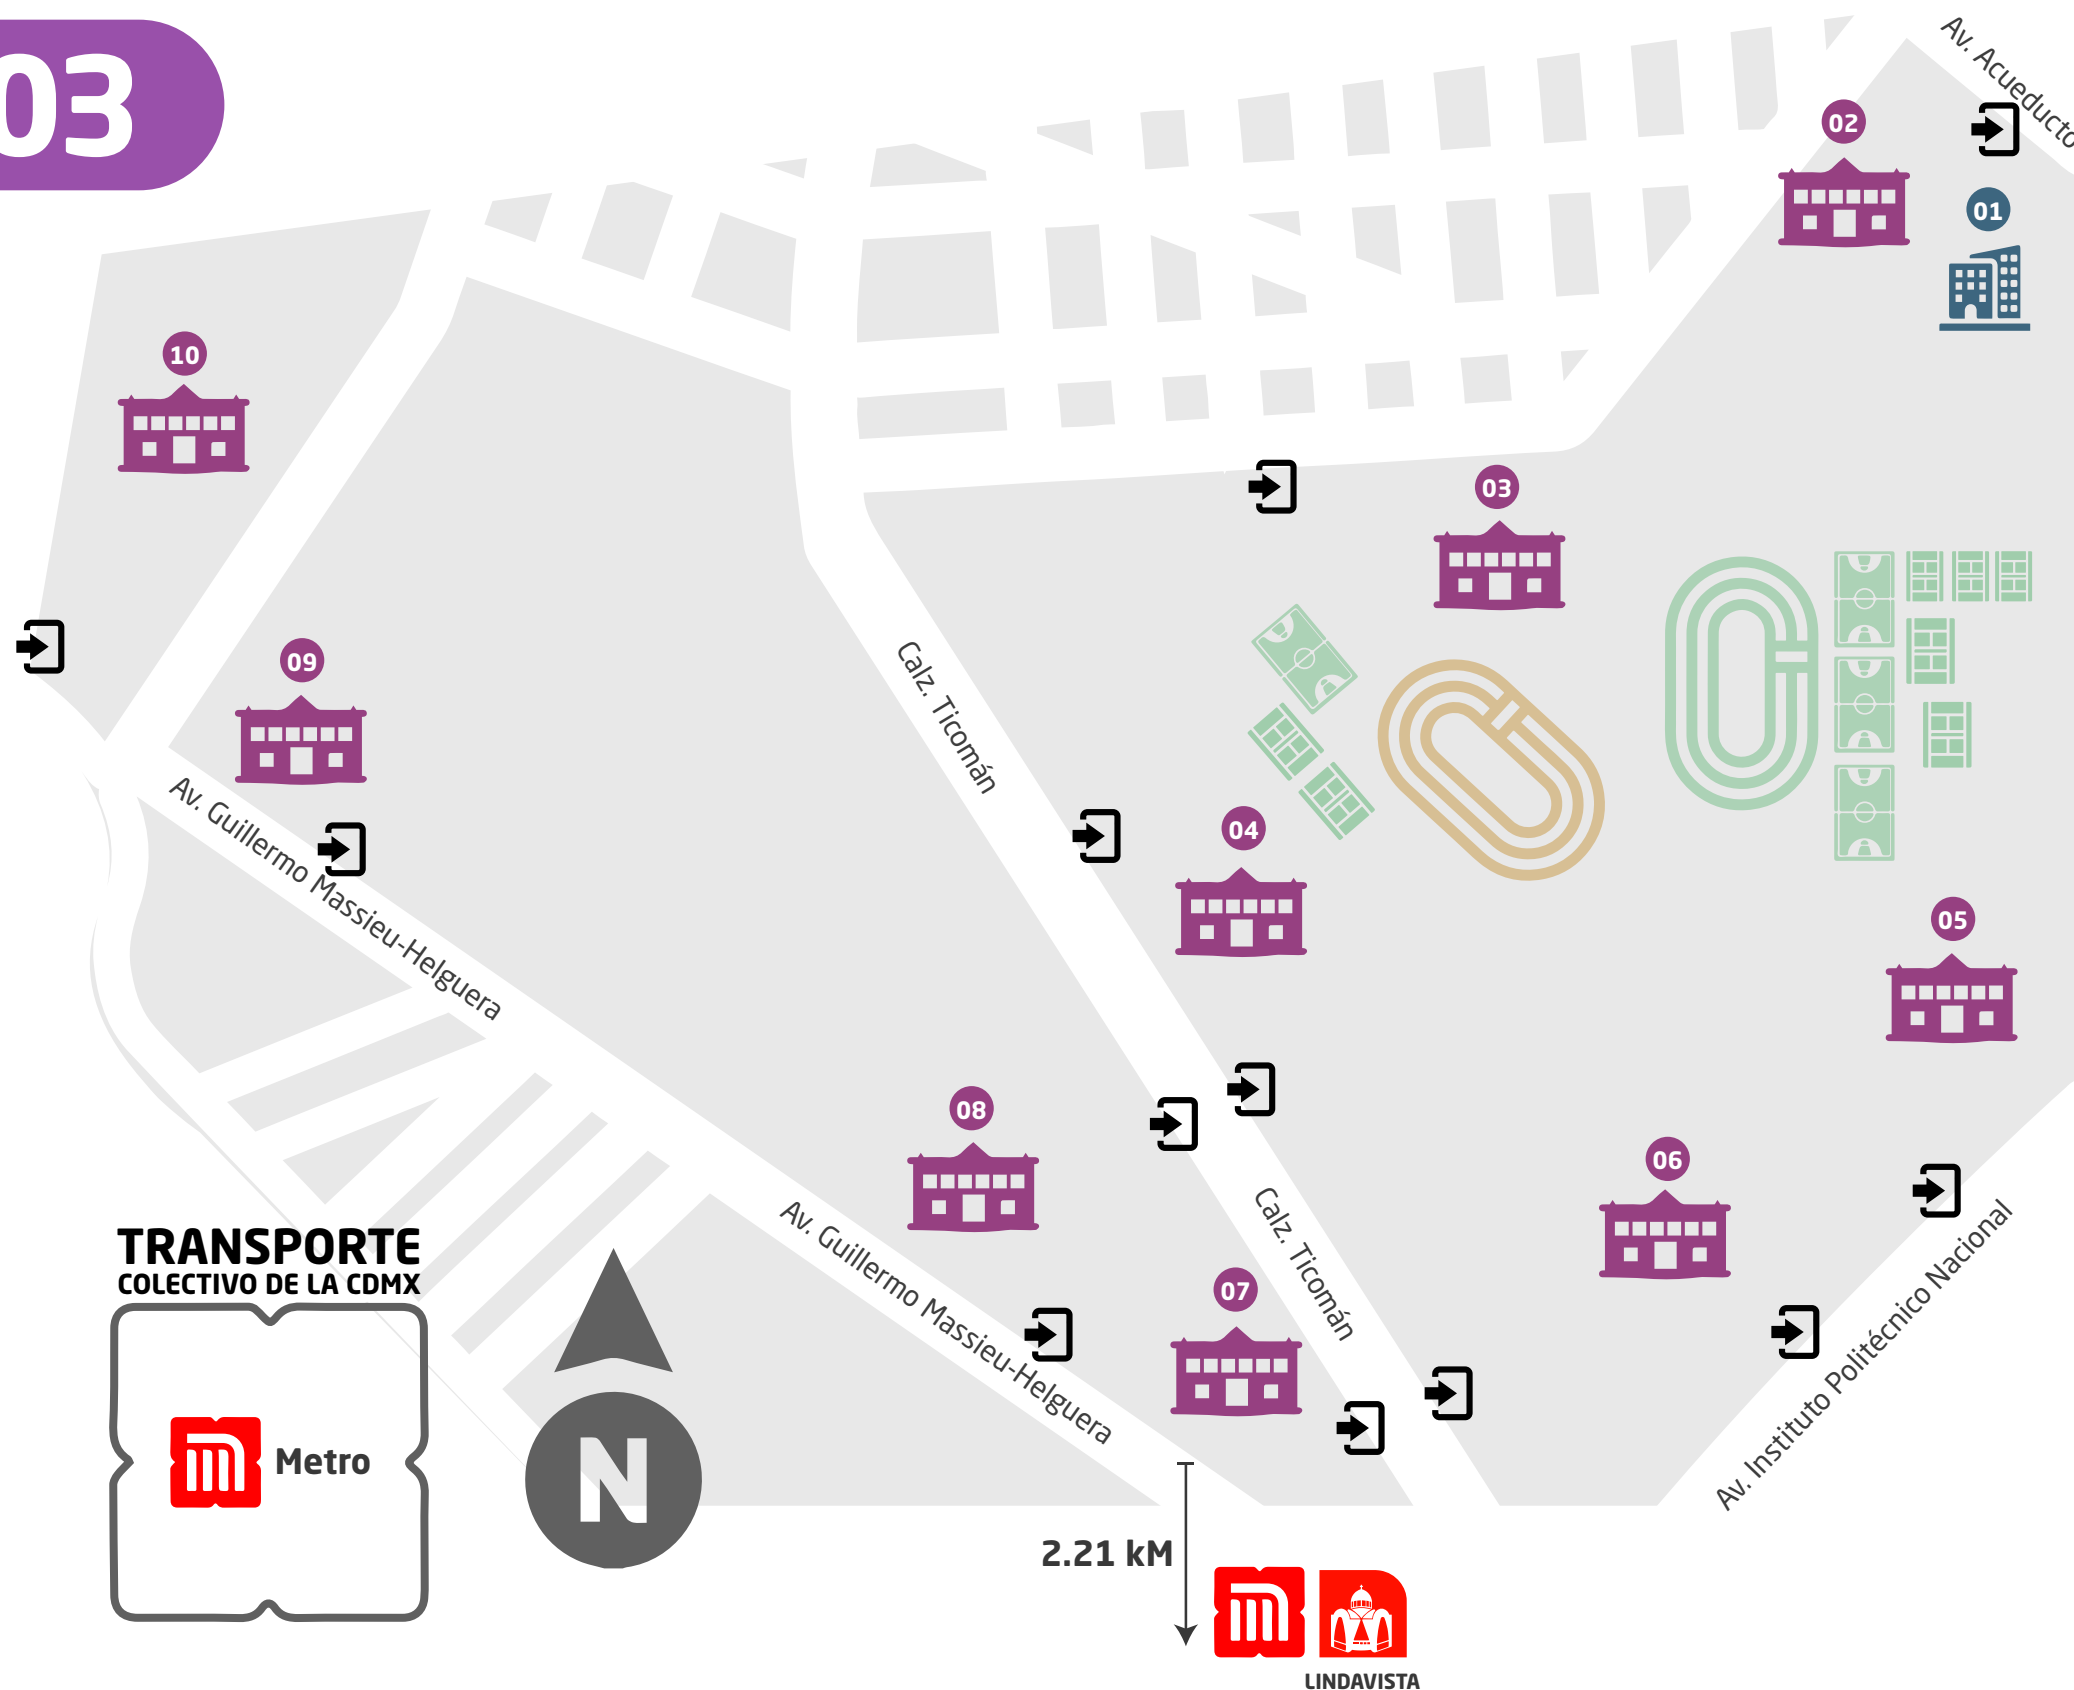 03
Av. Acueducto
02
01
10
03
09
Calz. Ticomán
04
Av. Guillermo Massieu-Helguera
05
08
06
Calz. Ticomán
Av. Guillermo Massieu-Helguera
07
Av. Instituto Politécnico Nacional
TRANSPORTE
COLECTIVO DE LA CDMX
Metro
N
2.21 kM
LINDAVISTA